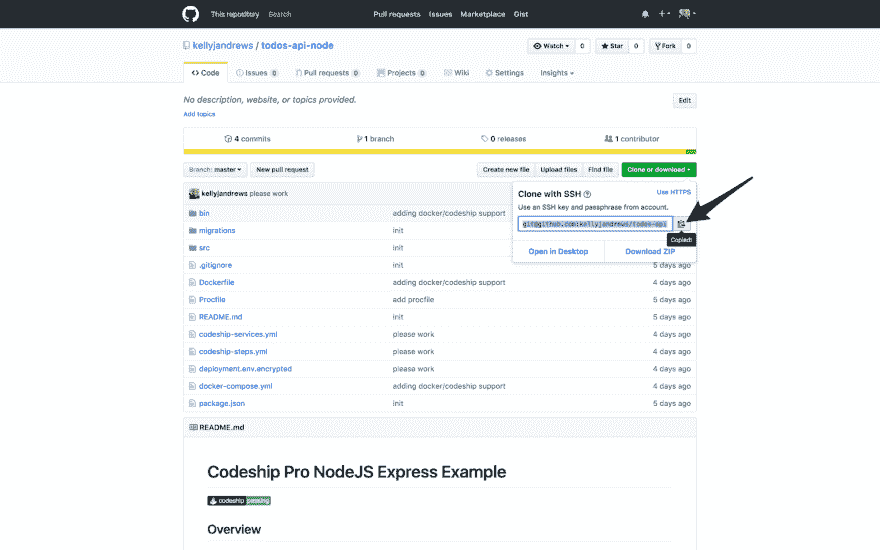 This repository Search Pull requests Issues Marketplace Gist
kellyjandrews / todos-api-node Watch 0 Star 0 Fork 0
Code Issues 0 Pull requests 0 Projects 0 Wiki Settings Insights
No description, website, or topics provided. Edit
Add topics
4 commits 1 branch 0 releases 1 contributor
Branch: master New pull request Create new file Upload files Find file Clone or download
kellyjandrews please work
Clone with SSH Use HTTPS
Use an SSH key and passphrase from account.
git@github.com:kellyjandrews/todos-api
Copied!
Open in Desktop Download ZIP
bin adding docker/codeship support
migrations init
src init
.gitignore init 5 days ago
Dockerfile adding docker/codeship support 4 days ago
Procfile add procfile 5 days ago
README.md init 5 days ago
codeship-services.yml please work 4 days ago
codeship-steps.yml please work 4 days ago
deployment.env.encrypted please work 4 days ago
docker-compose.yml adding docker/codeship support 4 days ago
package.json init 5 days ago
README.md
Codeship Pro NodeJS Express Example
codeship passing
Overview